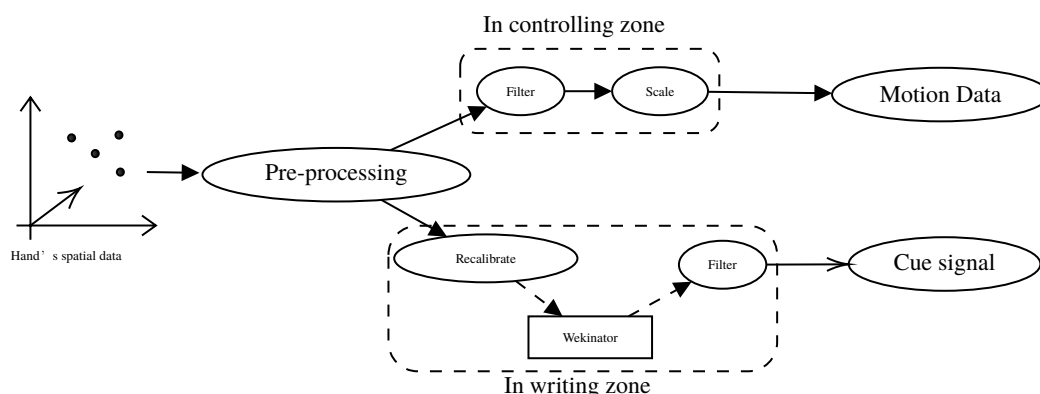 In controlling zone
Filter
Scale
Motion Data
Pre-processing
Hand’s spatial data
Recalibrate
Filter
Cue signal
Wekinator
In writing zone